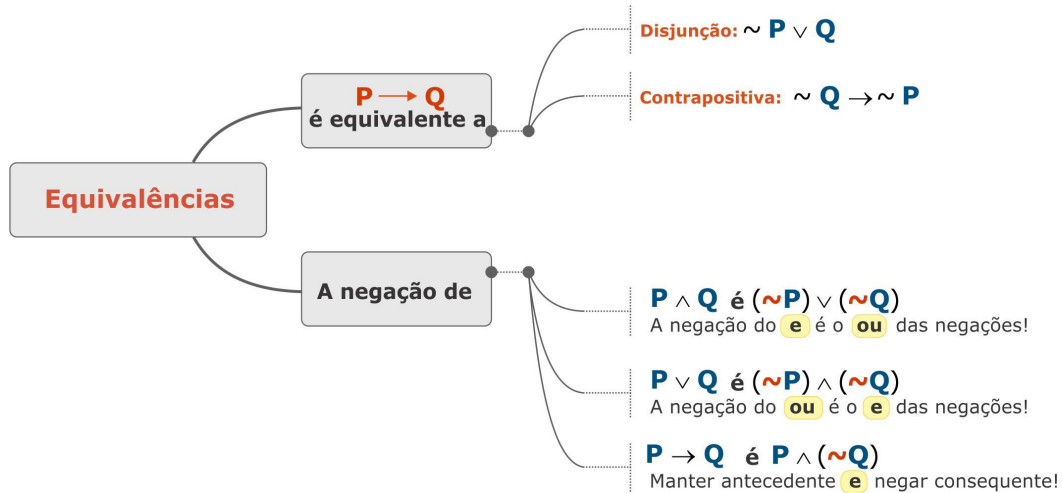 Equivalências
P → Q
é equivalente a
Disjunção: ~ P ∨ Q
Contrapositiva: ~ Q → ~ P
A negação de
P ∧ Q é (~P) ∨ (~Q)
A negação do e é o ou das negações!
P ∨ Q é (~P) ∧ (~Q)
A negação do ou é o e das negações!
P → Q é P ∧ (~Q)
Manter antecedente e negar consequente!